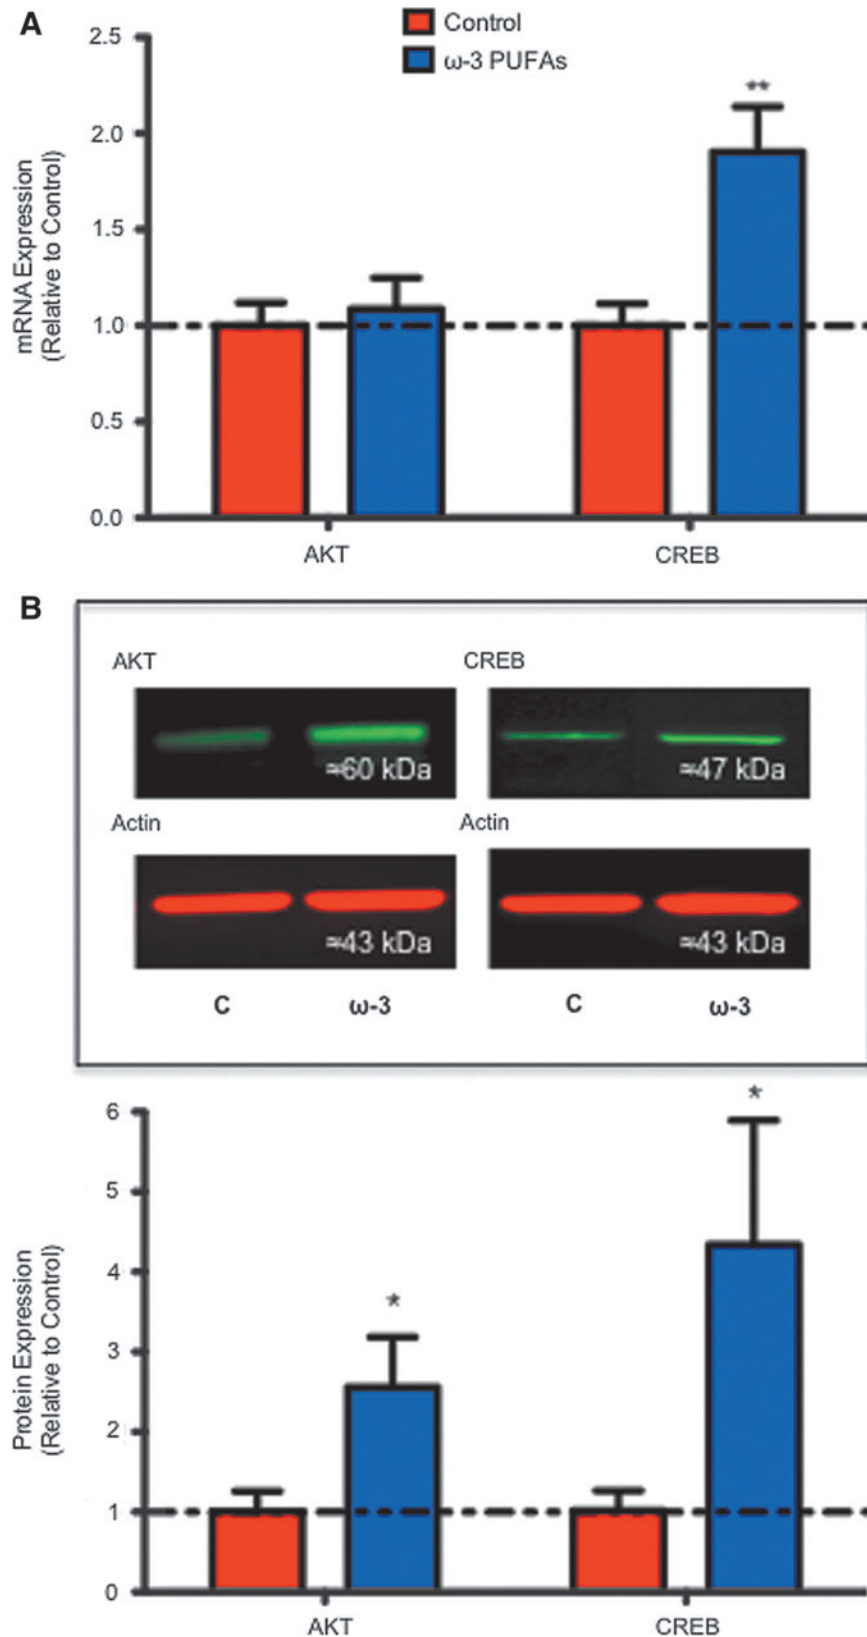 A
Control
ω-3 PUFAs
mRNA Expression
(Relative to Control)
2.5
2.0
1.5
1.0
0.5
0.0
**
AKT CREB
B
AKT CREB
≈60 kDa ≈47 kDa
Actin Actin
≈43 kDa ≈43 kDa
C ω-3 C ω-3
Protein Expression
(Relative to Control)
6
5
4
3
2
1
0
*
*
AKT CREB